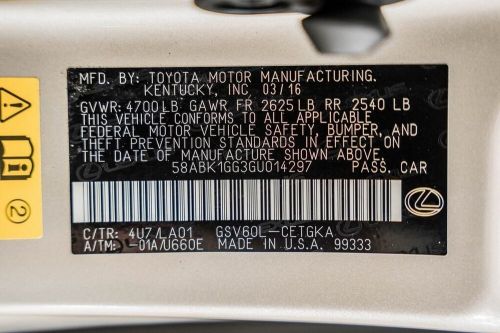 MFD. BY: TOYOTA MOTOR MANUFACTURING,
KENTUCKY, INC 03/16
GVWR: 4700LB GAWR FR 2625LB RR 2540 LB
THIS VEHICLE CONFORMS TO ALL APPLICABLE
FEDERAL MOTOR VEHICLE SAFETY, BUMPER, AND
THEFT PREVENTION STANDARDS IN EFFECT ON
THE DATE OF MANUFACTURE SHOWN ABOVE.
58ABK1GG3GU014297 PASS. CAR
C/TR: 4U7/LA01 GSV60L-CETGKA
A/TM: -01A/U660E MADE IN U.S.A. 99333
2